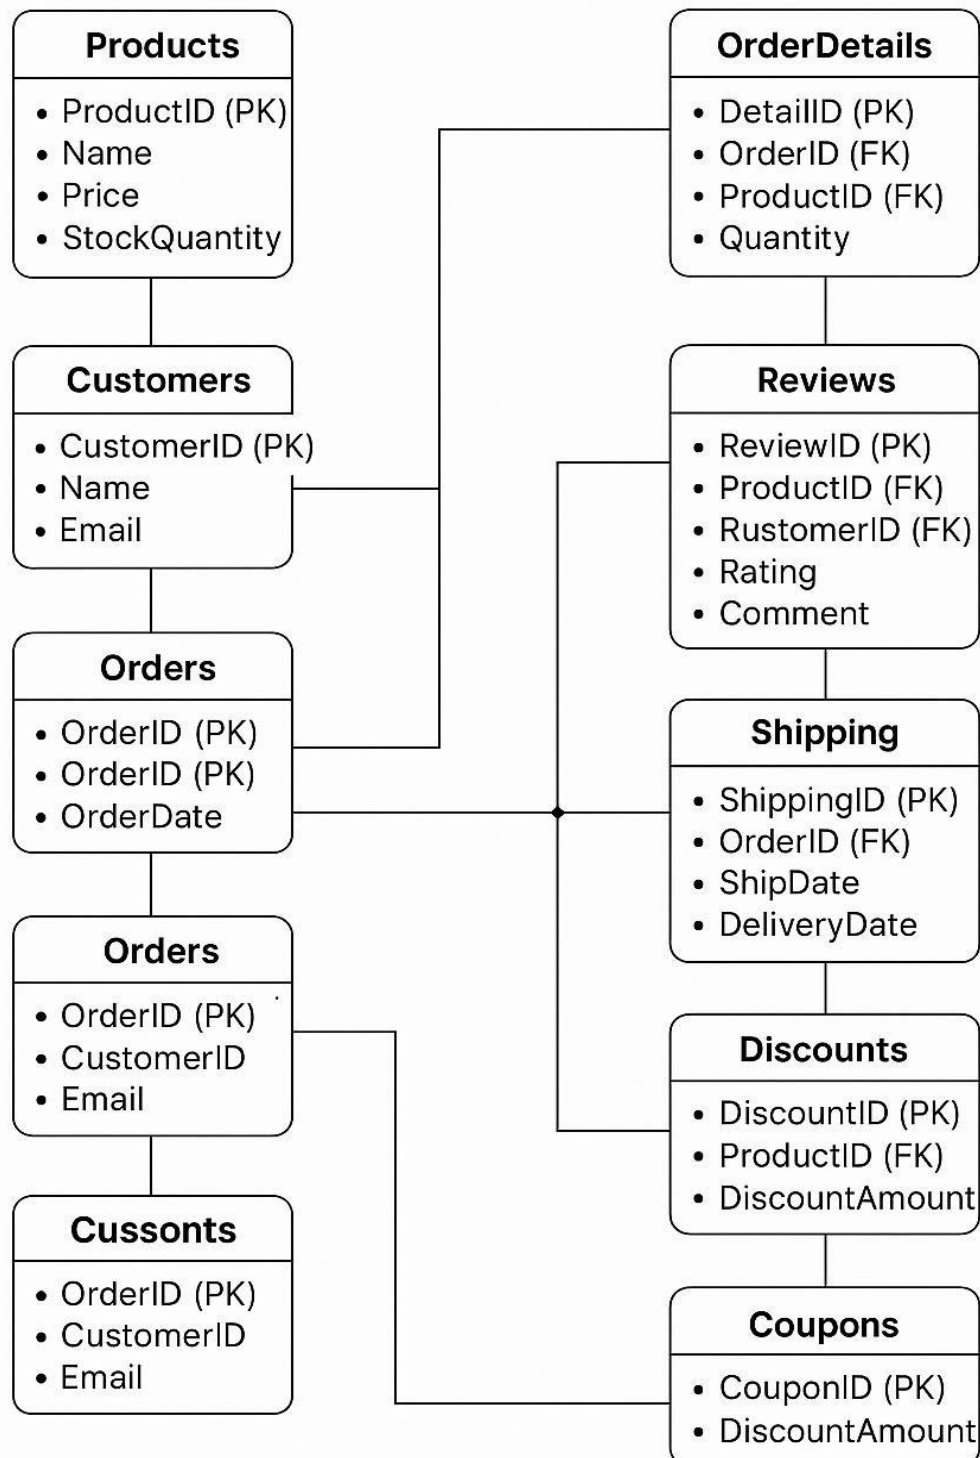 Products
• ProductID (PK)
• Name
• Price
• StockQuantity
Customers
• CustomerID (PK)
• Name
• Email
Orders
• OrderID (PK)
• OrderID (PK)
• OrderDate
Orders
• OrderID (PK)
• CustomerID
• Email
Cussonts
• OrderID (PK)
• CustomerID
• Email
OrderDetails
• DetailID (PK)
• OrderID (FK)
• ProductID (FK)
• Quantity
Reviews
• ReviewID (PK)
• ProductID (FK)
• RustomerID (FK)
• Rating
• Comment
Shipping
• ShippingID (PK)
• OrderID (FK)
• ShipDate
• DeliveryDate
Discounts
• DiscountID (PK)
• ProductID (FK)
• DiscountAmount
Coupons
• CouponID (PK)
• DiscountAmount